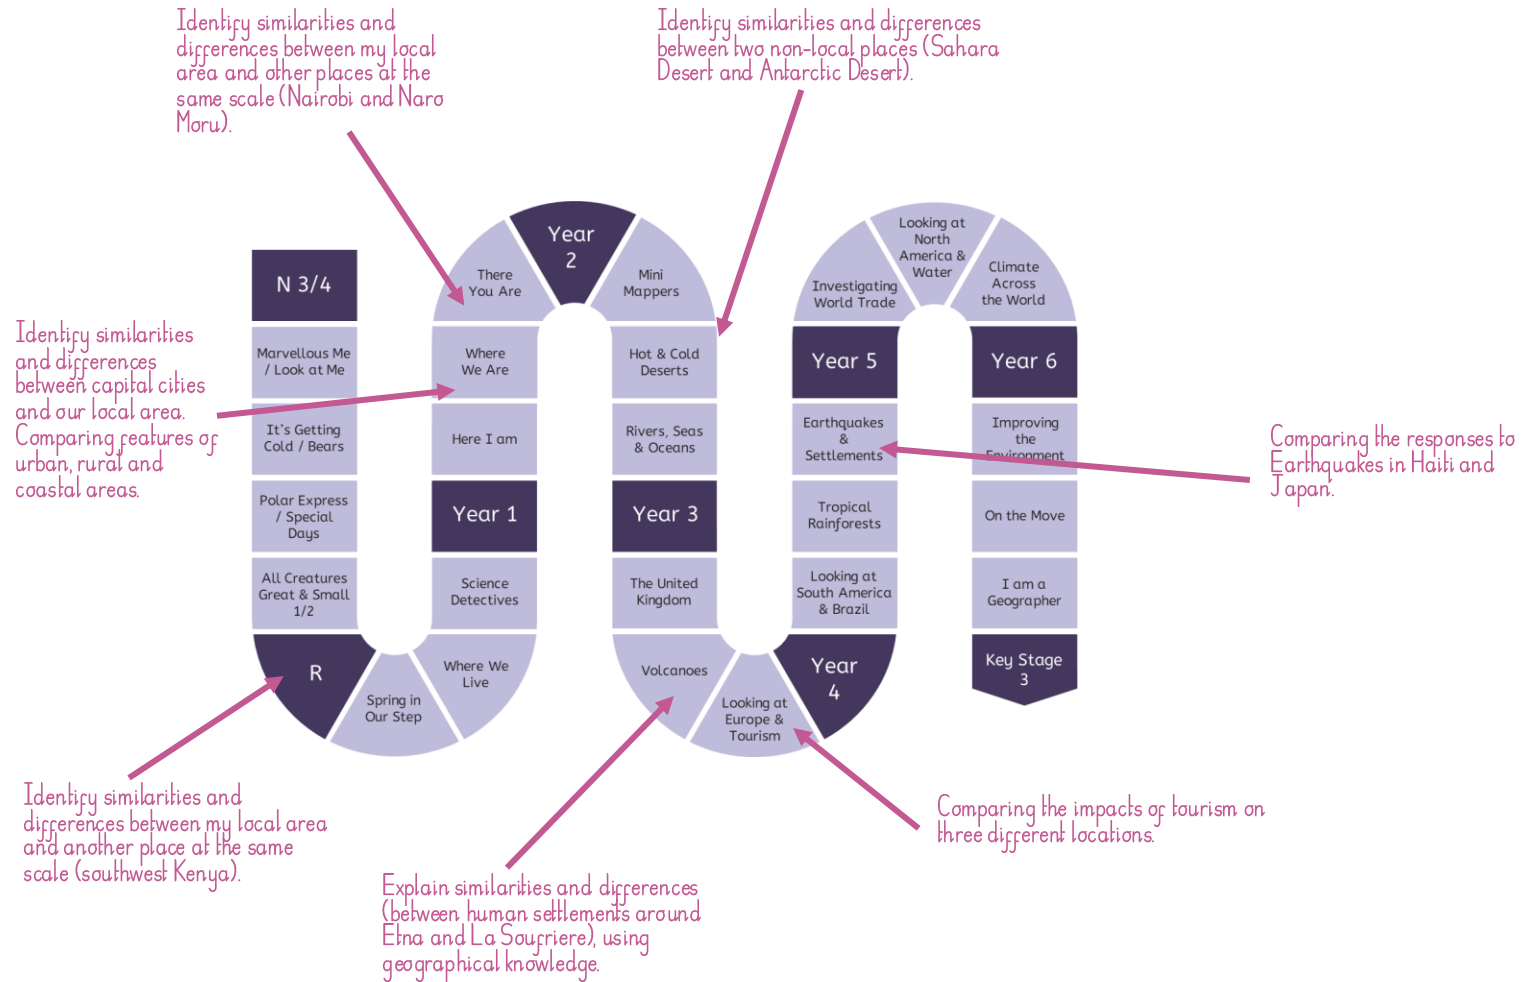 Identify similarities and
differences between my local
area and other places at the
same scale (Nairobi and Naro
Moru).
Identify similarities and differences
between two non-local places (Sahara
Desert and Antarctic Desert).
Identify similarities
and differences
between capital cities
and our local area.
Comparing features of
urban, rural and
coastal areas.
N 3/4
Marvellous Me
/ Look at Me
It's Getting
Cold / Bears
Polar Express
/ Special
Days
All Creatures
Great & Small
1/2
R
Spring in
Our Step
Where We
Live
Science
Detectives
Year 1
Here I am
Where
We Are
There
You Are
Year
2
Mini
Mappers
Hot & Cold
Deserts
Rivers, Seas
& Oceans
Year 3
The United
Kingdom
Volcanoes
Looking at
Europe &
Tourism
Year
4
Looking at
South America
& Brazil
Tropical
Rainforests
Earthquakes
&
Settlements
Year 5
Investigating
World Trade
Looking at
North
America &
Water
Climate
Across
the World
Year 6
Improving
the
Environment
On the Move
I am a
Geographer
Key Stage
3
Comparing the responses to
Earthquakes in Haiti and
Japan.
Identify similarities and
differences between my local area
and another place at the same
scale (southwest Kenya).
Explain similarities and differences
(between human settlements around
Etna and La Soufriere), using
geographical knowledge.
Comparing the impacts of tourism on
three different locations.